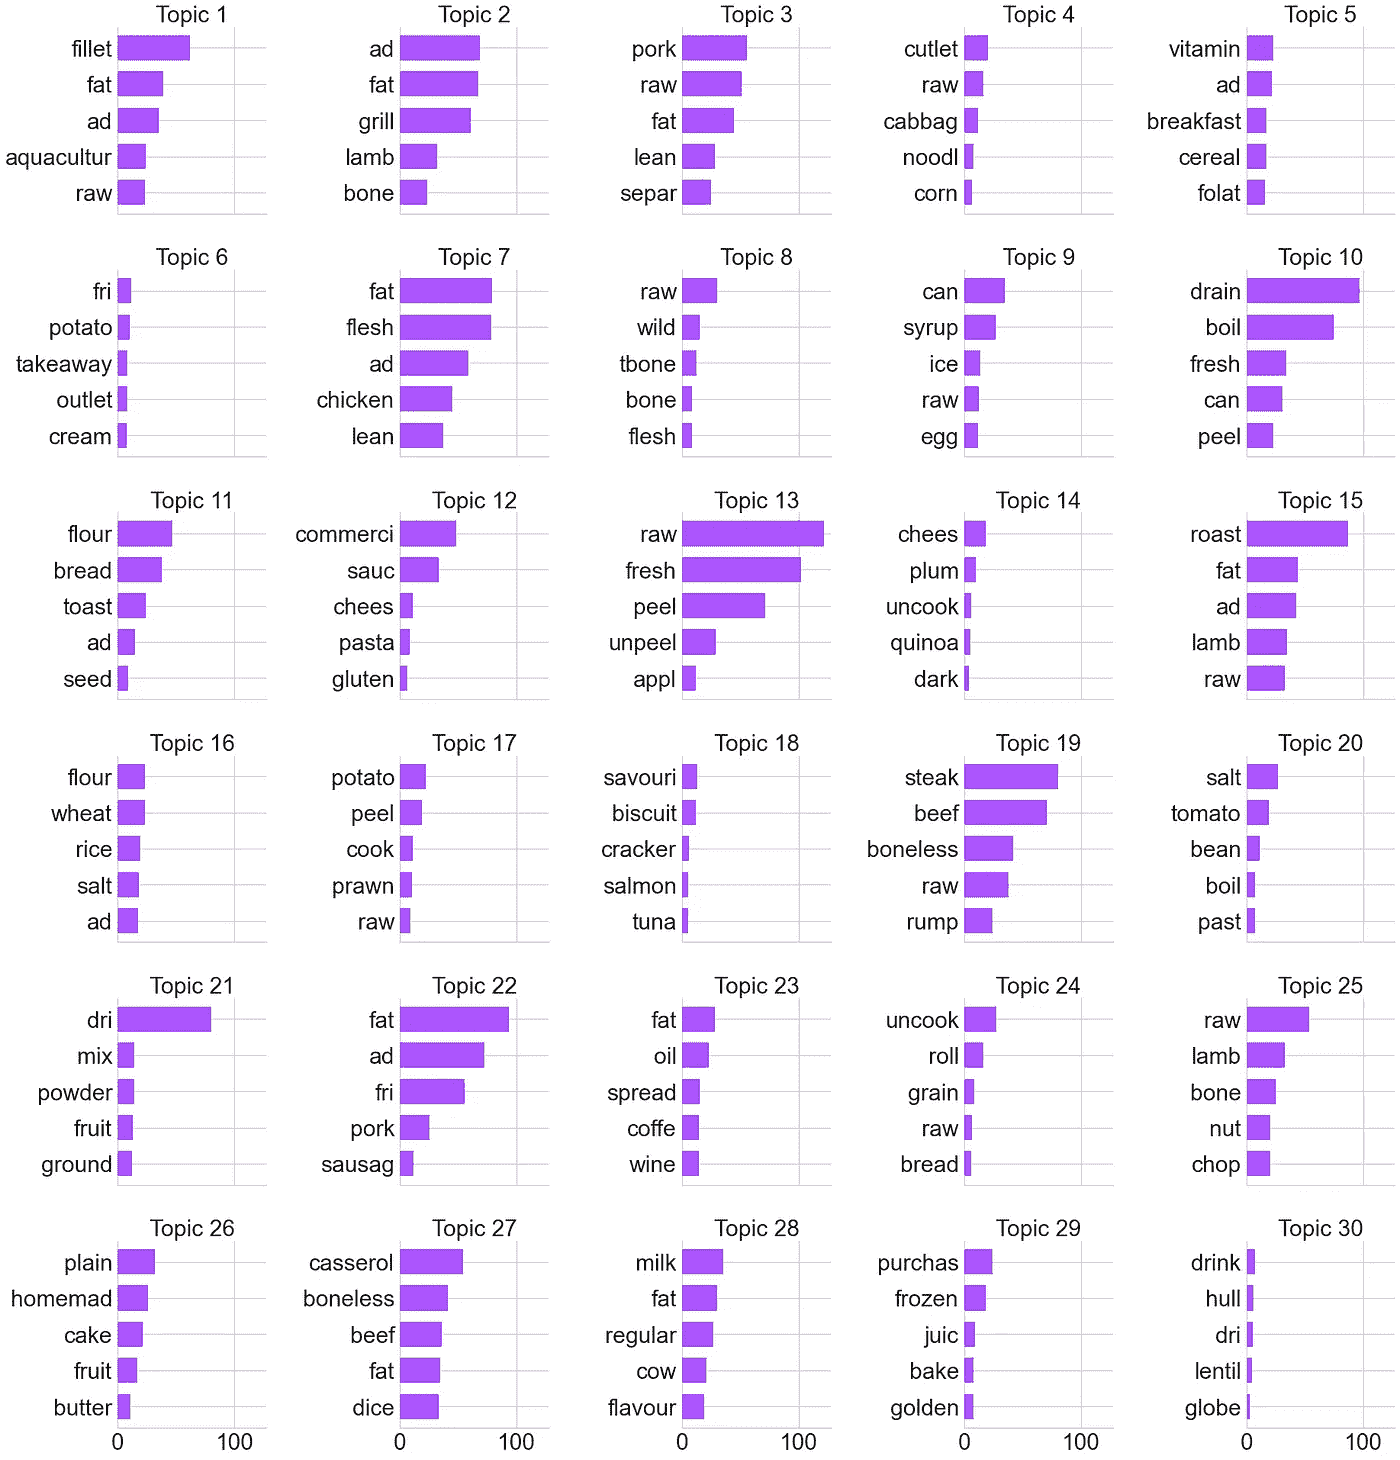 Topic 1
fillet
fat
ad
aquacultur
raw
Topic 2
ad
fat
grill
lamb
bone
Topic 3
pork
raw
fat
lean
separ
Topic 4
cutlet
raw
cabbag
noodl
corn
Topic 5
vitamin
ad
breakfast
cereal
folat
Topic 6
fri
potato
takeaway
outlet
cream
Topic 7
fat
flesh
ad
chicken
lean
Topic 8
raw
wild
tbone
bone
flesh
Topic 9
can
syrup
ice
raw
egg
Topic 10
drain
boil
fresh
can
peel
Topic 11
flour
bread
toast
ad
seed
Topic 12
commerci
sauc
chees
pasta
gluten
Topic 13
raw
fresh
peel
unpeel
appl
Topic 14
chees
plum
uncook
quinoa
dark
Topic 15
roast
fat
ad
lamb
raw
Topic 16
flour
wheat
rice
salt
ad
Topic 17
potato
peel
cook
prawn
raw
Topic 18
savouri
biscuit
cracker
salmon
tuna
Topic 19
steak
beef
boneless
raw
rump
Topic 20
salt
tomato
bean
boil
past
Topic 21
dri
mix
powder
fruit
ground
Topic 22
fat
ad
fri
pork
sausag
Topic 23
fat
oil
spread
coffe
wine
Topic 24
uncook
roll
grain
raw
bread
Topic 25
raw
lamb
bone
nut
chop
Topic 26
plain
homemad
cake
fruit
butter
0 100
Topic 27
casserol
boneless
beef
fat
dice
0 100
Topic 28
milk
fat
regular
cow
flavour
0 100
Topic 29
purchas
frozen
juic
bake
golden
0 100
Topic 30
drink
hull
dri
lentil
globe
0 100